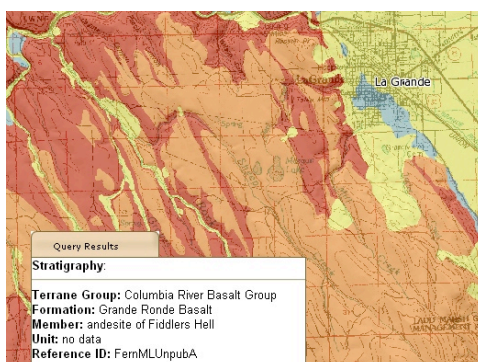 La Grande
Query Results
Stratigraphy:
Terrane Group: Columbia River Basalt Group
Formation: Grande Ronde Basalt
Member: andesite of Fiddlers Hell
Unit: no data
Reference ID: FernMLUnpubA